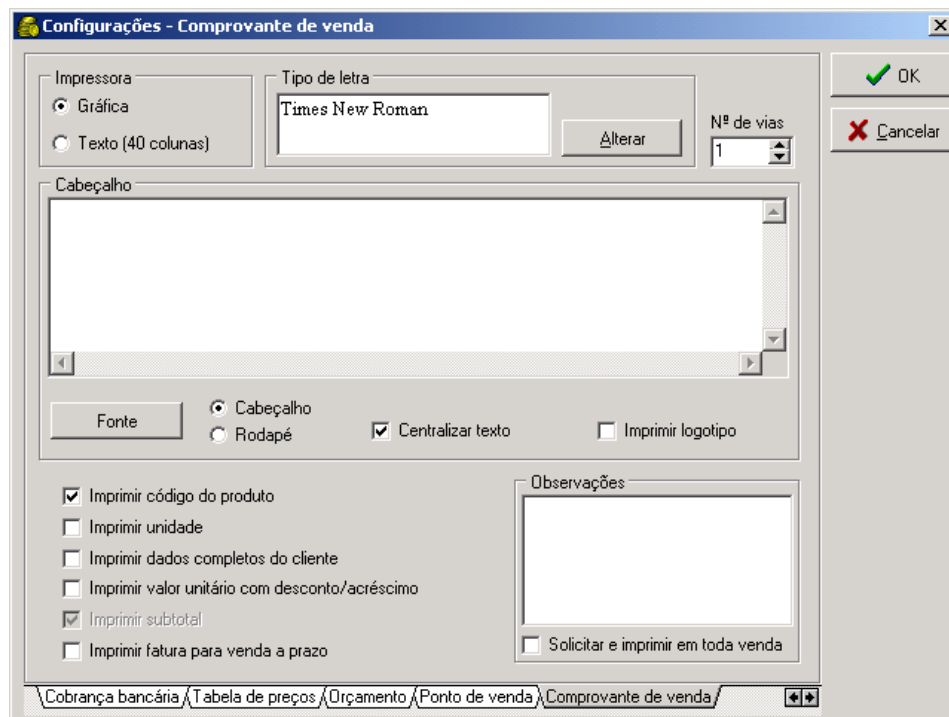 Configurações - Comprovante de venda
Impressora
Gráfica
Texto (40 colunas)
Tipo de letra
Times New Roman
Alterar
Nº de vias
1
OK
Cancelar
Cabeçalho
Fonte
Cabeçalho
Rodapé
Centralizar texto
Imprimir logotipo
Imprimir código do produto
Imprimir unidade
Imprimir dados completos do cliente
Imprimir valor unitário com desconto/acréscimo
Imprimir subtotal
Imprimir fatura para venda a prazo
Observações
Solicitar e imprimir em toda venda
Cobrança bancária Tabela de preços Orçamento Ponto de venda Comprovante de venda